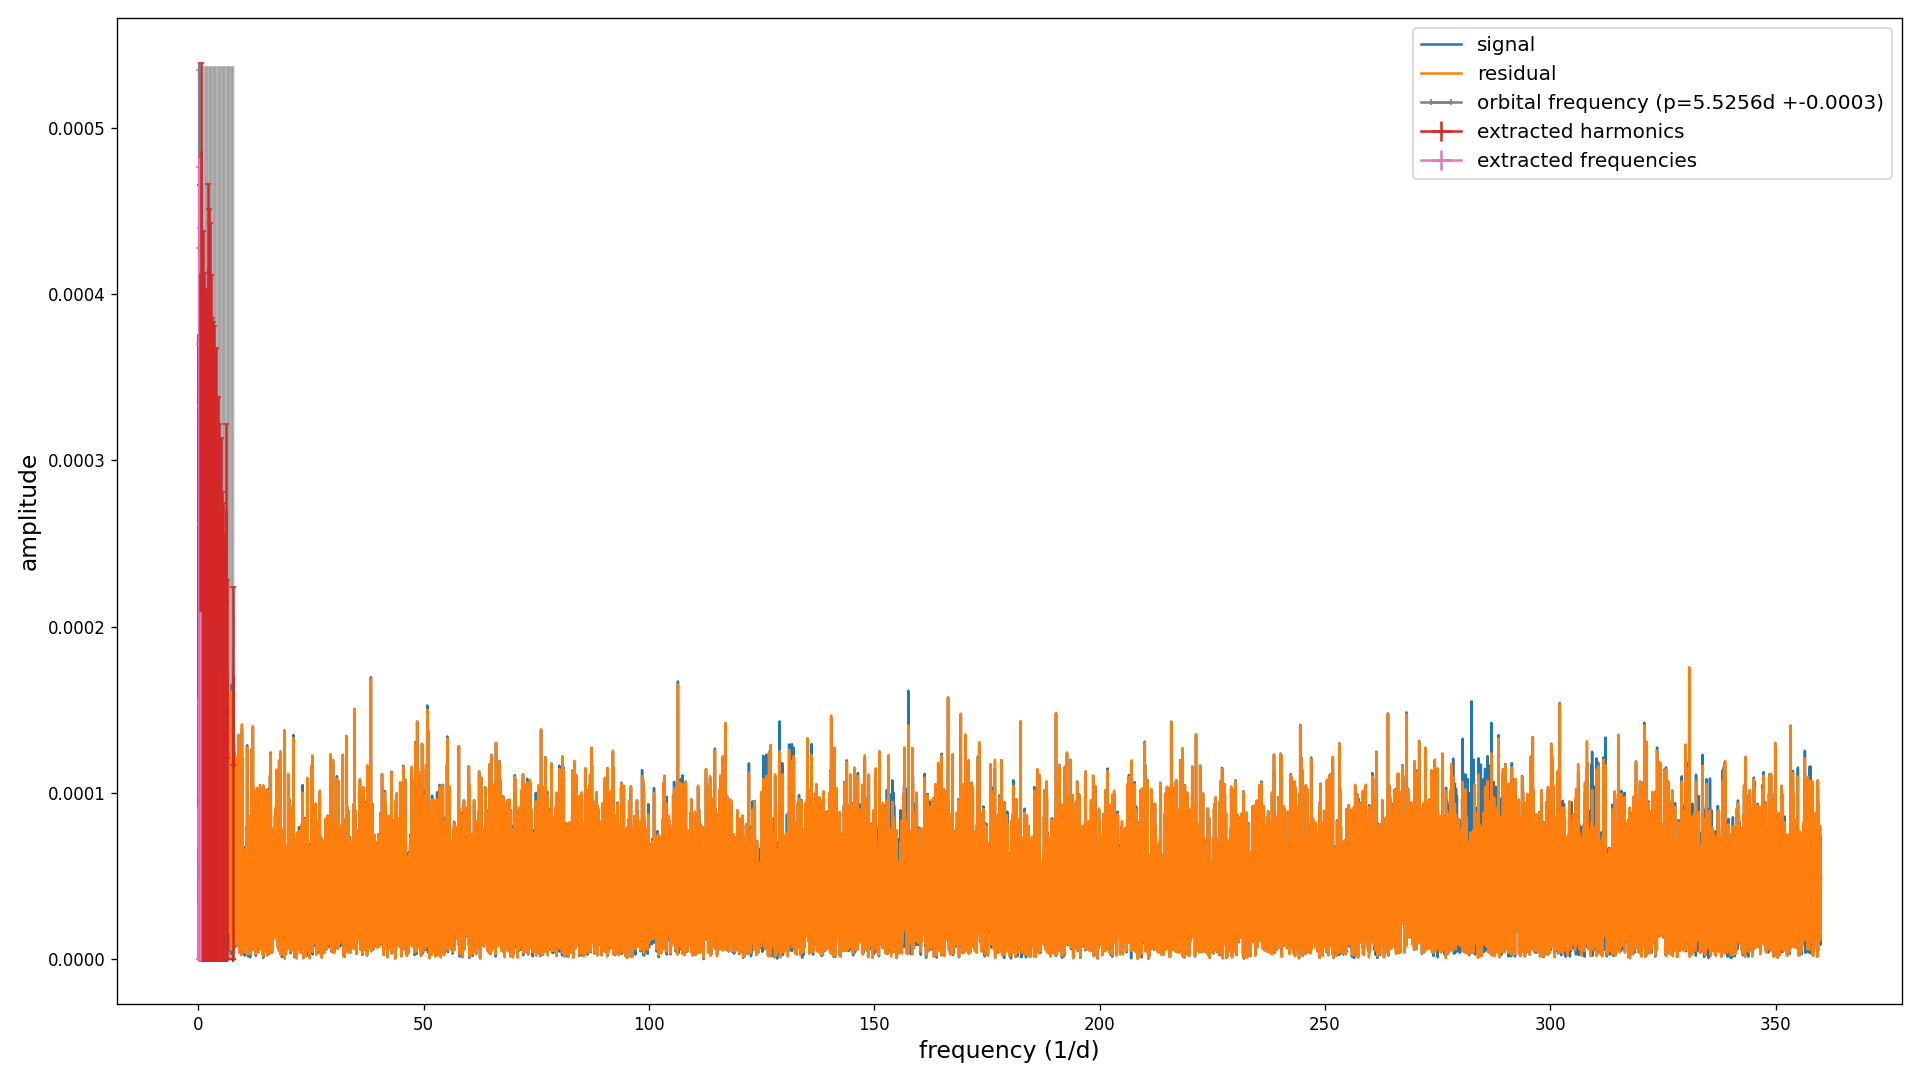 signal
residual
orbital frequency (p=5.5256d +-0.0003)
extracted harmonics
extracted frequencies
0.0005
0.0004
0.0003
0.0002
0.0001
0.0000
amplitude
0 50 100 150 200 250 300 350
frequency (1/d)